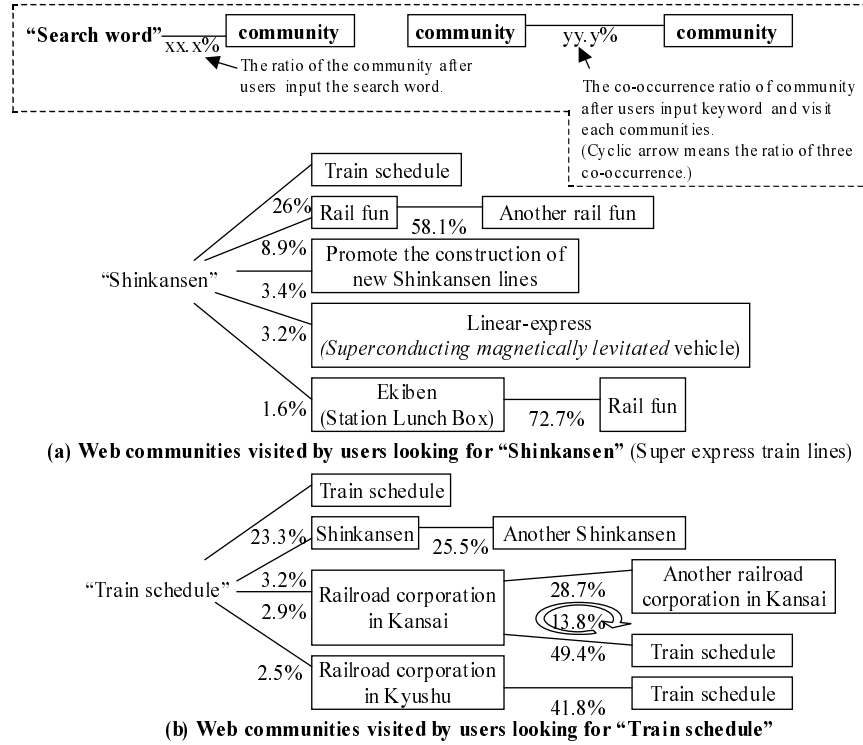 “Search word” xx.x% community community yy.y% community
The ratio of the community after
users input the search word.
The co-occurrence ratio of community
after users input keyword and visit
each communities.
(Cyclic arrow means the ratio of three
co-occurrence.)
“Shinkansen”
26%
Train schedule
8.9%
Rail fun 58.1% Another rail fun
3.4%
Promote the construction of
new Shinkansen lines
3.2%
Linear-express
(Superconducting magnetically levitated vehicle)
1.6%
Ekiben
(Station Lunch Box)
72.7%
Rail fun
(a) Web communities visited by users looking for “Shinkansen” (Super express train lines)
“Train schedule”
23.3%
Train schedule
3.2%
Shinkansen 25.5% Another Shinkansen
2.9%
Railroad corporation
in Kansai
28.7%
Another railroad
corporation in Kansai
13.8%
49.4%
Train schedule
2.5%
Railroad corporation
in Kyushu
41.8%
Train schedule
(b) Web communities visited by users looking for “Train schedule”